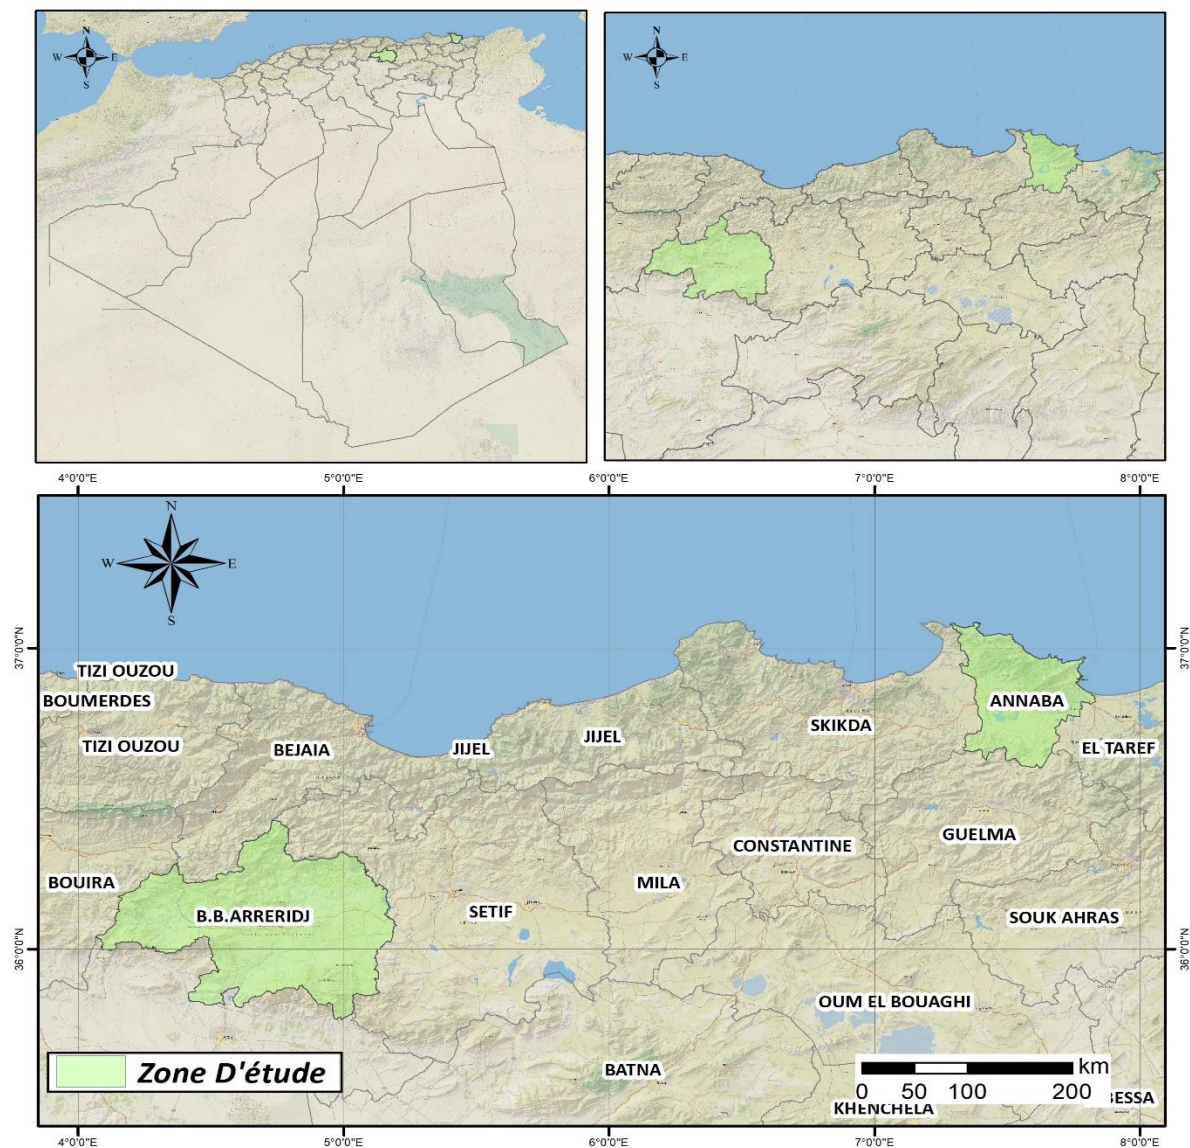 N
W E
S
N
W E
S
4°0'0"E 5°0'0"E 6°0'0"E 7°0'0"E 8°0'0"E
N
W E
S
37°0'0"N 37°0'0"N
TIZI OUZOU
BOUMERDES ANNABA
SKIKDA
TIZI OUZOU BEJAIA JIJEL JIJEL EL TAREF
GUELMA
CONSTANTINE
BOUIRA MILA
B.B.ARRERIDJ SETIF SOUK AHRAS
36°0'0"N 36°0'0"N
OUM EL BOUAGHI
Zone D'étude BATNA
km
0 50 100 200
BESSA
KHENCHELA
4°0'0"E 5°0'0"E 6°0'0"E 7°0'0"E 8°0'0"E